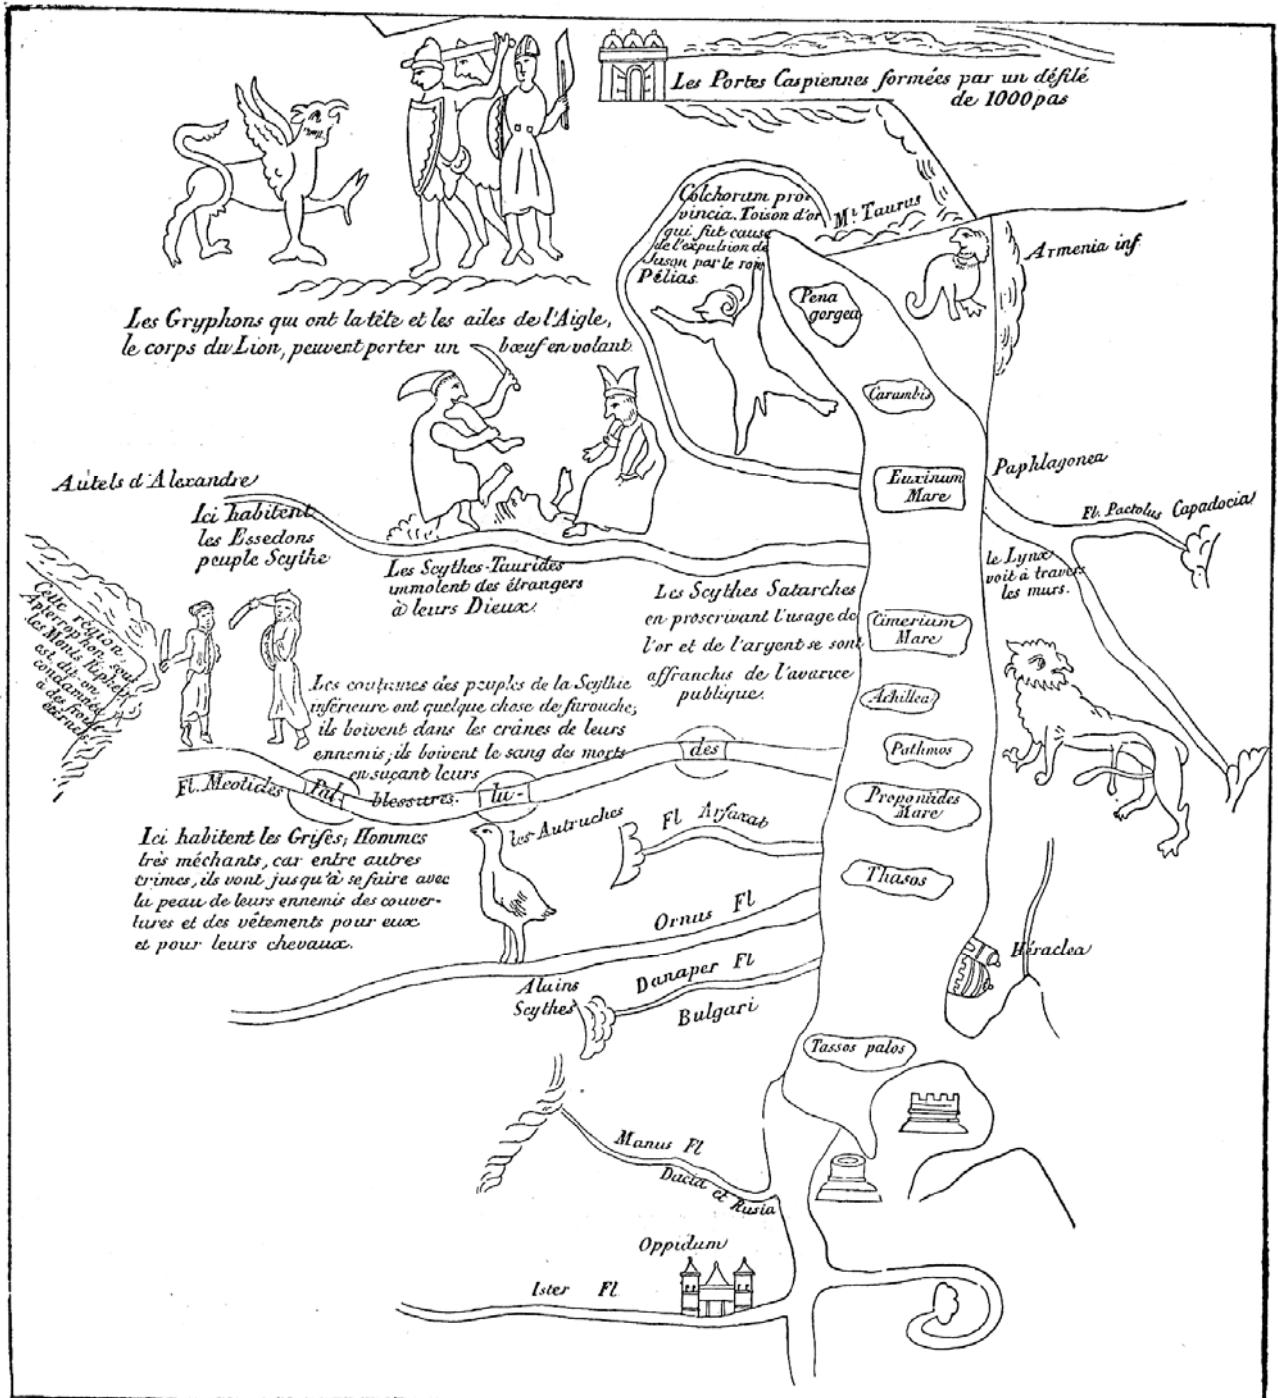 Les Portes Caspiennes formées par un défilé
de 1000 pas
Colchorum pro-
vincia. Toison d'or
qui fut cause
de l'expulsion de
Jason par le roi
Pélias.
Mt. Taurus
Armenia inf.
Pena
gorgea
Les Gryphons qui ont la tête et les ailes de l'Aigle,
le corps du Lion, peuvent porter un bœuf en volant.
Carambis
Autels d'Alexandre
Ici habitent
les Essedons
peuple Scythe
Euxinum
Mare
Paphlagonea
Fl. Pactolus Capadocia
Les Scythes-Taurides
immolent des étrangers
à leurs Dieux.
le Lynx
voit à travers
les murs.
Cette région,
Apterrophon, sous
les Monts Riphei
est, dit-on,
condamnée
à des froids
éternels
Les Scythes Satarches
en proscrivant l'usage de
l'or et de l'argent se sont
affranchis de l'avarice
publique.
Cimerium
Mare
Achillea
Les coutumes des peuples de la Scythie
inférieure ont quelque chose de farouche;
ils boivent dans les crânes de leurs
ennemis; ils boivent le sang des morts
en suçant leurs
blessures.
Fl. Meotides
Pal-
lu-
des
Pathmos
Proponides
Mare
Ici habitent les Grifes; Hommes
très méchants, car entre autres
crimes, ils vont jusqu'à se faire avec
la peau de leurs ennemis des couver-
tures et des vêtements pour eux
et pour leurs chevaux.
les Autruches
Fl Arfaxat
Thasos
Ornus Fl
Héraclea
Danaper Fl
Alains
Scythes
Bulgari
Tassos palos
Manus Fl
Dacia et Rusia
Oppidum
Ister Fl.